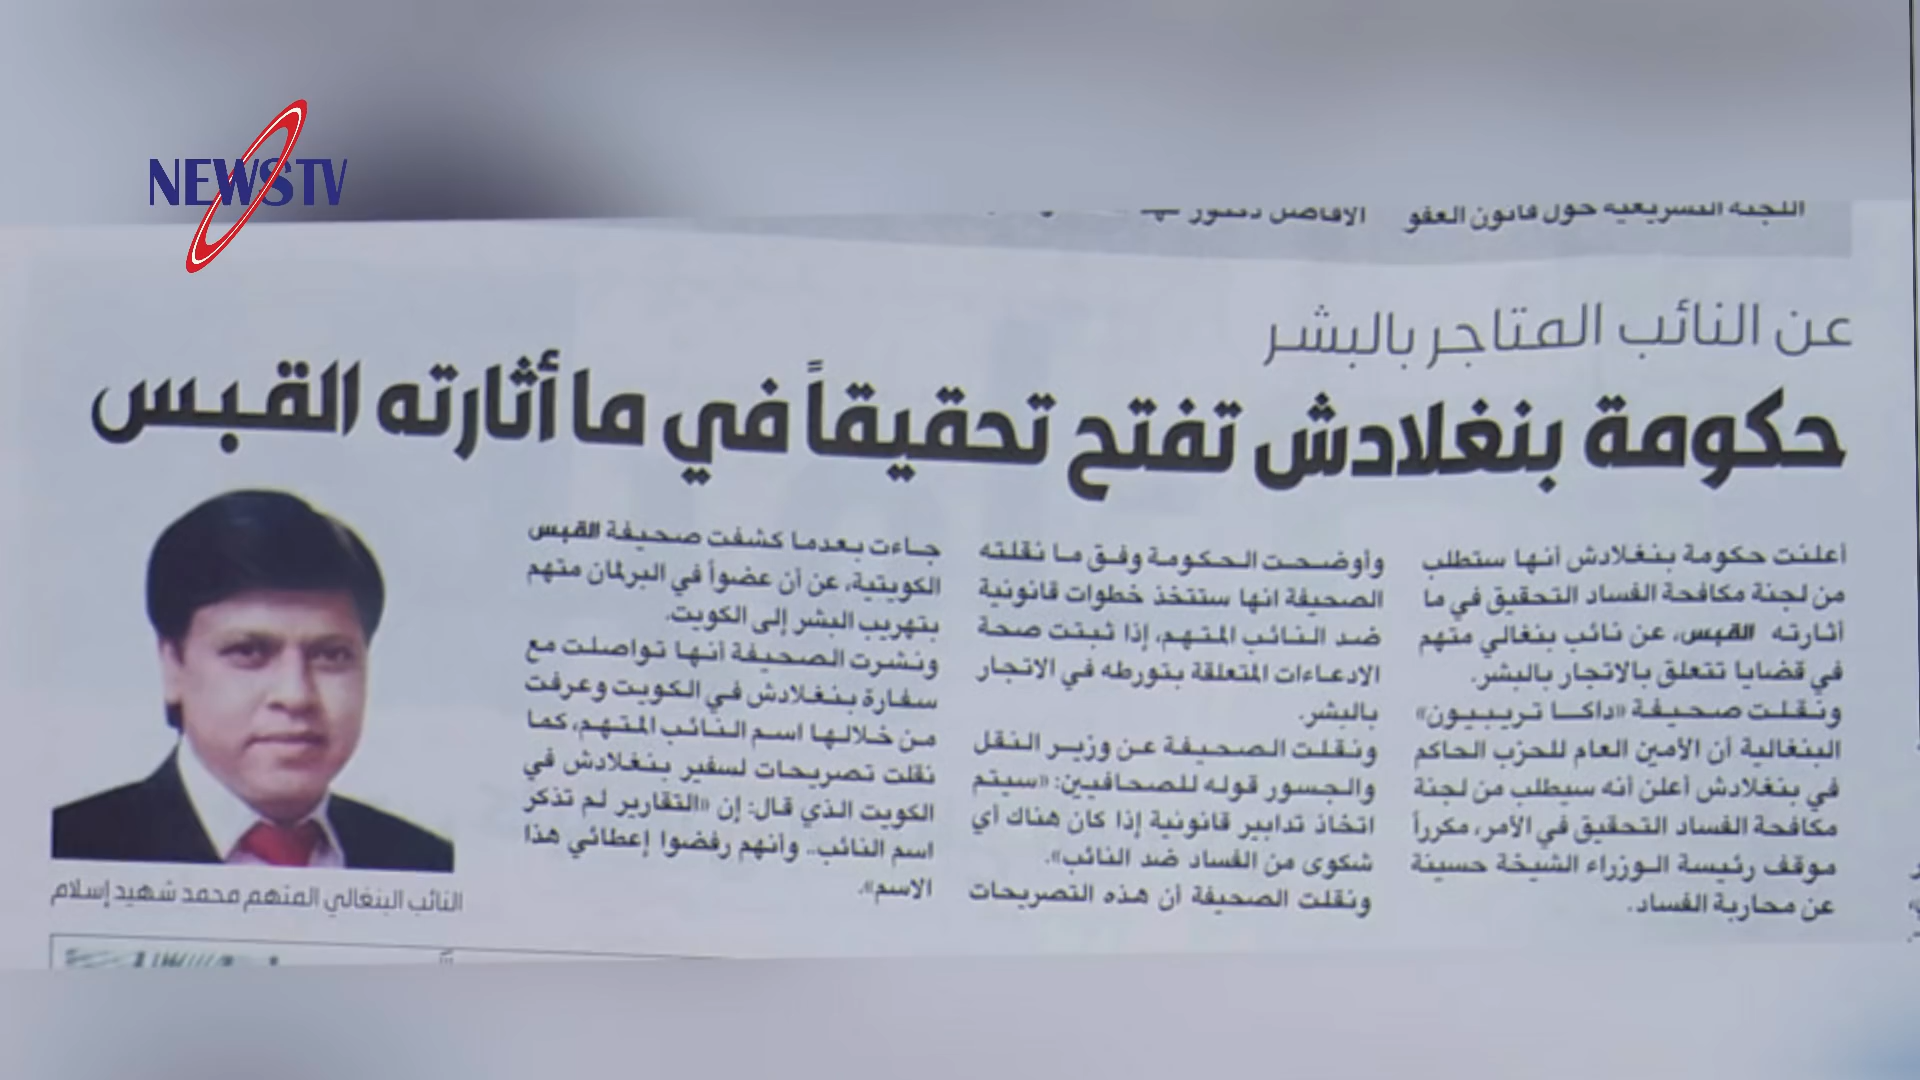 NEWSTV
اللجنة التشريعية حول قانون العفو
الأفاضل دكتور
عن النائب المتاجر بالبشر
حكومة بنغلادش تفتح تحقيقاً في ما أثارته القبس
أعلنت حكومة بنغلادش أنها ستطلب
من لجنة مكافحة الفساد التحقيق في ما
أثارته القبس، عن نائب بنغالي متهم
في قضايا تتعلق بالاتجار بالبشر.
ونقلت صحيفة «داكا تريبيون»
البنغالية أن الأمين العام للحزب الحاكم
في بنغلادش أعلن أنه سيطلب من لجنة
مكافحة الفساد التحقيق في الأمر، مكرراً
موقف رئيسة الوزراء الشيخة حسينة
عن محاربة الفساد.
وأوضحت الحكومة وفق ما نقلته
الصحيفة انها ستتخذ خطوات قانونية
ضد النائب المتهم، إذا ثبتت صحة
الادعاءات المتعلقة بتورطه في الاتجار
بالبشر.
ونقلت الصحيفة عن وزير النقل
والجسور قوله للصحافيين: «سيتم
اتخاذ تدابير قانونية إذا كان هناك أي
شكوى من الفساد ضد النائب».
ونقلت الصحيفة أن هذه التصريحات
جاءت بعدما كشفت صحيفة القبس
الكويتية، عن أن عضواً في البرلمان متهم
بتهريب البشر إلى الكويت.
ونشرت الصحيفة أنها تواصلت مع
سفارة بنغلادش في الكويت وعرفت
من خلالها اسم النائب المتهم، كما
نقلت تصريحات لسفير بنغلادش في
الكويت الذي قال: إن «التقارير لم تذكر
اسم النائب.. وأنهم رفضوا إعطائي هذا
الاسم».
النائب البنغالي المتهم محمد شهيد إسلام